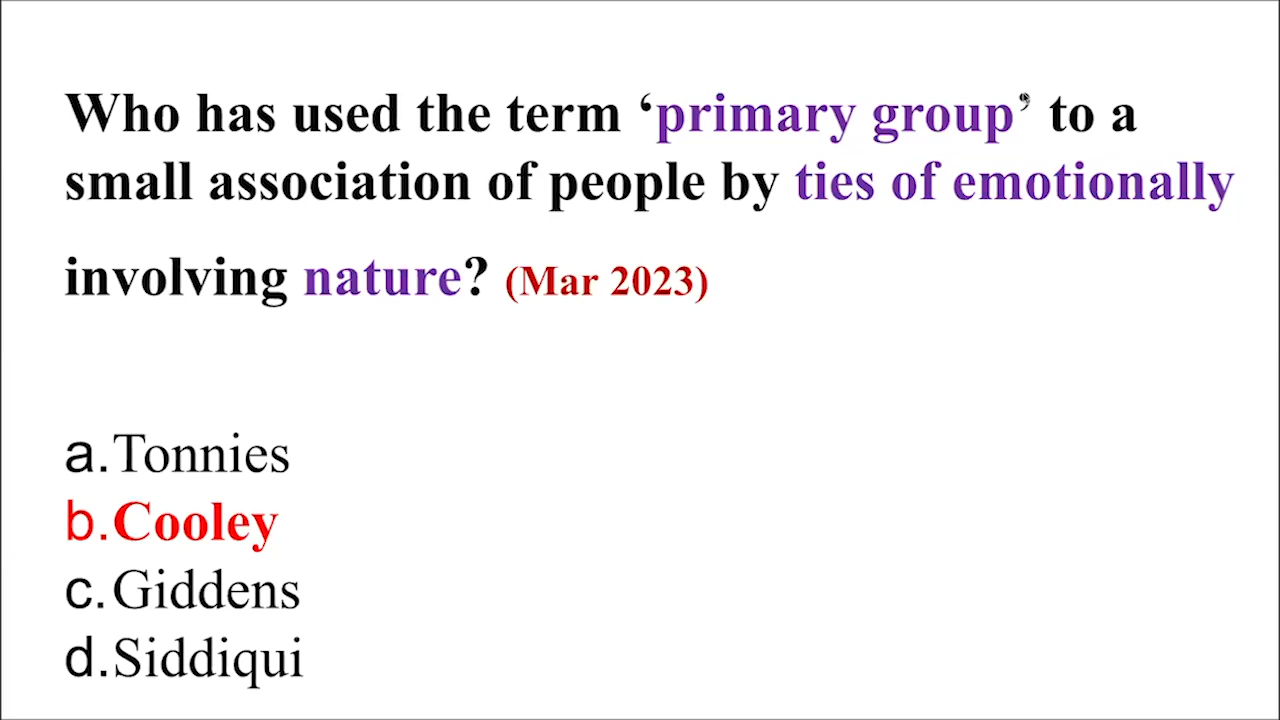 Who has used the term ‘primary group’ to a
small association of people by ties of emotionally
involving nature? (Mar 2023)
a.Tonnies
b.Cooley
c.Giddens
d.Siddiqui